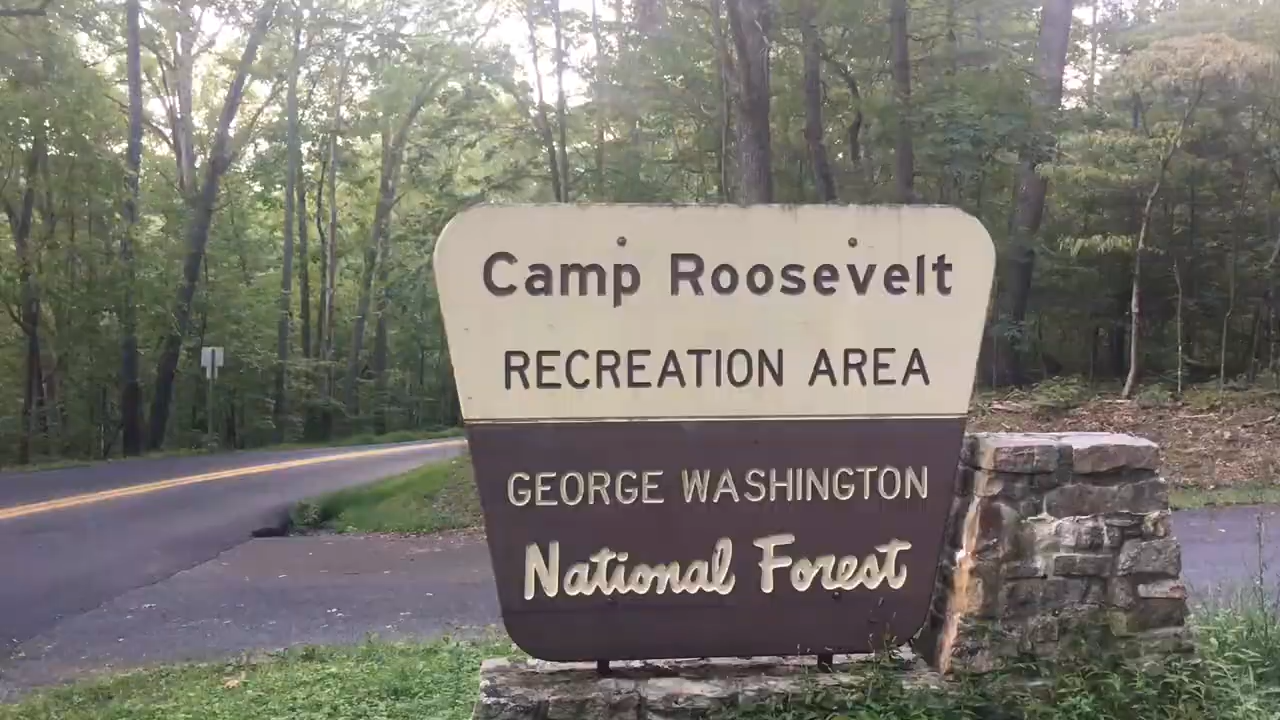 Camp Roosevelt
RECREATION AREA
GEORGE WASHINGTON
National Forest